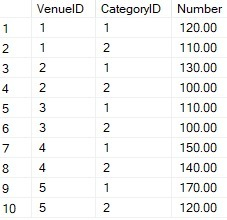 VenueID CategoryID Number
1 1 1 120.00
2 1 2 110.00
3 2 1 130.00
4 2 2 100.00
5 3 1 110.00
6 3 2 100.00
7 4 1 150.00
8 4 2 140.00
9 5 1 170.00
10 5 2 120.00